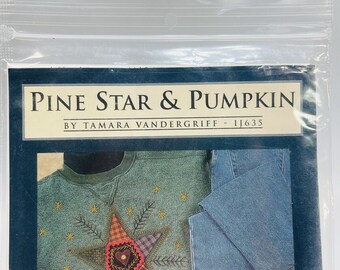 PINE STAR & PUMPKIN
BY TAMARA VANDERGRIFF - IJ635